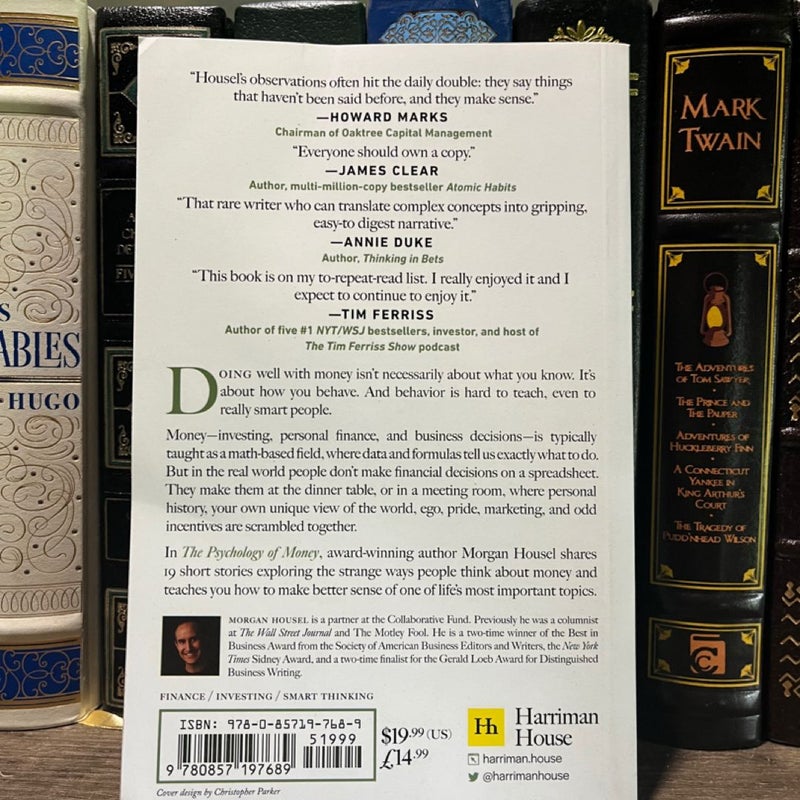 "Housel's observations often hit the daily double: they say things
that haven't been said before, and they make sense."
—HOWARD MARKS
Chairman of Oaktree Capital Management
"Everyone should own a copy."
—JAMES CLEAR
Author, multi-million-copy bestseller Atomic Habits
"That rare writer who can translate complex concepts into gripping,
easy-to digest narrative."
—ANNIE DUKE
Author, Thinking in Bets
"This book is on my to-repeat-read list. I really enjoyed it and I
expect to continue to enjoy it."
—TIM FERRISS
Author of five #1 NYT/WSJ bestsellers, investor, and host of
The Tim Ferriss Show podcast
DOING well with money isn't necessarily about what you know. It's
about how you behave. And behavior is hard to teach, even to
really smart people.
Money—investing, personal finance, and business decisions—is typically
taught as a math-based field, where data and formulas tell us exactly what to do.
But in the real world people don't make financial decisions on a spreadsheet.
They make them at the dinner table, or in a meeting room, where personal
history, your own unique view of the world, ego, pride, marketing, and odd
incentives are scrambled together.
In The Psychology of Money, award-winning author Morgan Housel shares
19 short stories exploring the strange ways people think about money and
teaches you how to make better sense of one of life's most important topics.
MORGAN HOUSEL is a partner at the Collaborative Fund. Previously he was a columnist
at The Wall Street Journal and The Motley Fool. He is a two-time winner of the Best in
Business Award from the Society of American Business Editors and Writers, the New York
Times Sidney Award, and a two-time finalist for the Gerald Loeb Award for Distinguished
Business Writing.
FINANCE / INVESTING / SMART THINKING
ISBN: 978-0-85719-768-9
51999
9 780857 197689
$19.99 (US)
£14.99
Hh
Harriman
House
harriman.house
@harrimanhouse
Cover design by Christopher Parker
S
ABLES
HUGO
MARK
TWAIN
THE ADVENTURES
OF TOM SAWYER
THE PRINCE AND
THE PAUPER
ADVENTURES OF
HUCKLEBERRY FINN
A CONNECTICUT
YANKEE IN
KING ARTHUR'S
COURT
THE TRAGEDY OF
PUDD'NHEAD WILSON